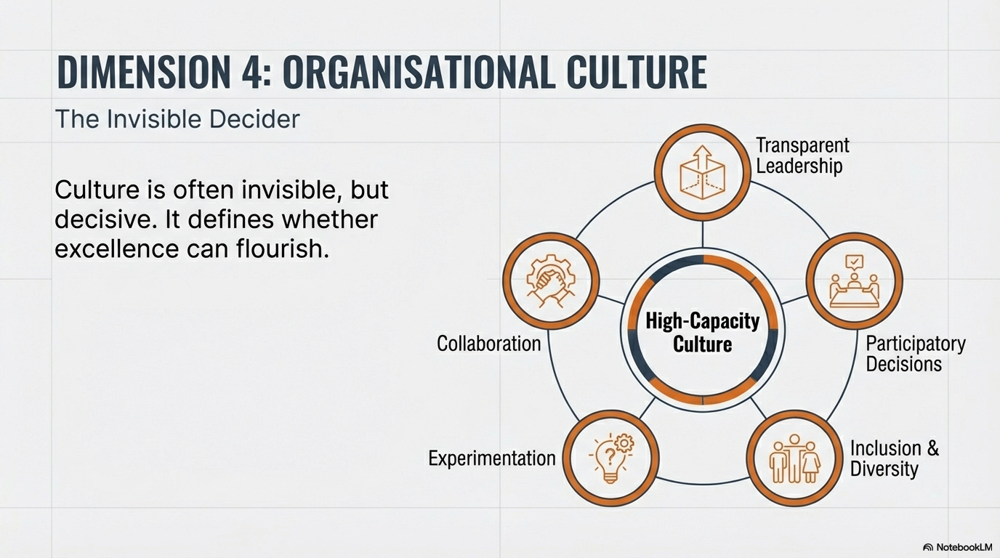 DIMENSION 4: ORGANISATIONAL CULTURE
The Invisible Decider
Culture is often invisible, but
decisive. It defines whether
excellence can flourish.
Transparent
Leadership
Collaboration
High-Capacity
Culture
Participatory
Decisions
Experimentation
?
Inclusion &
Diversity
NotebookLM